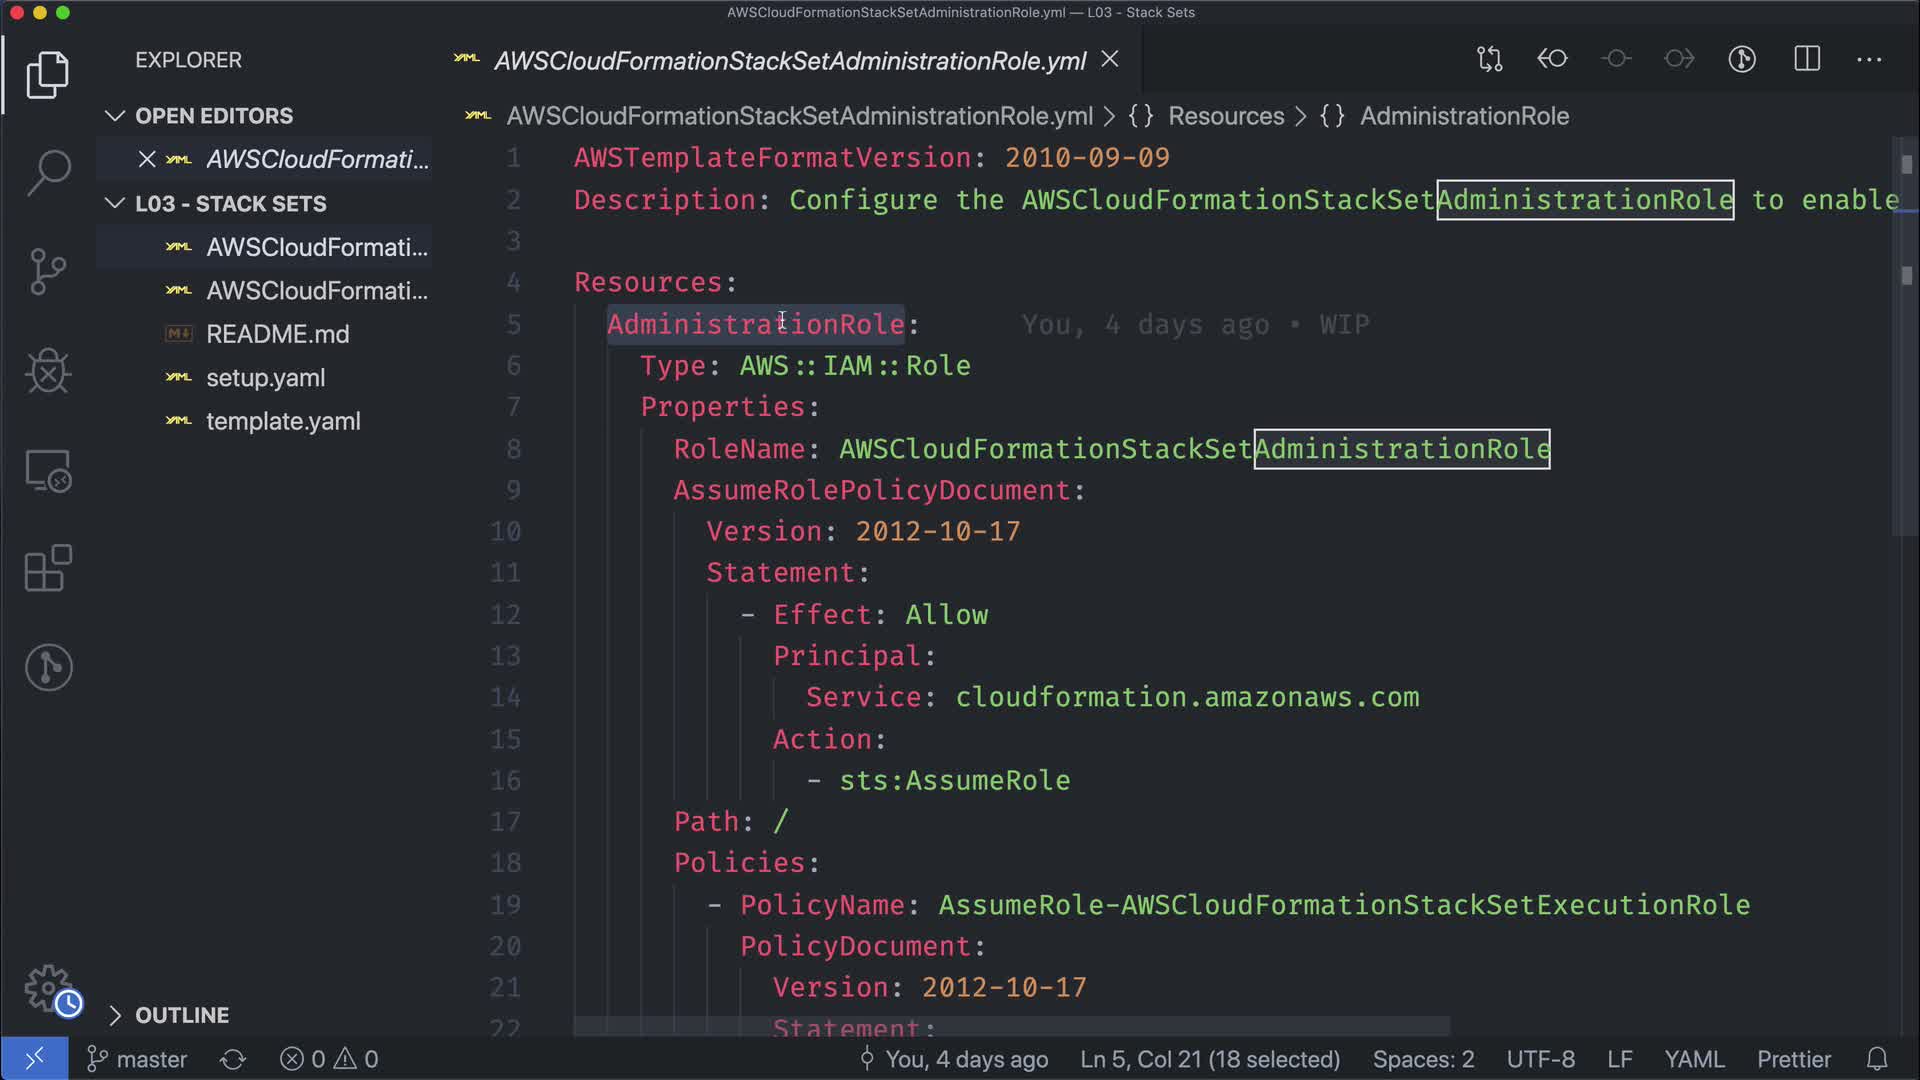 AWSCloudFormationStackSetAdministrationRole.yml — L03 - Stack Sets
EXPLORER
OPEN EDITORS
AWSCloudFormati...
L03 - STACK SETS
AWSCloudFormati...
AWSCloudFormati...
README.md
setup.yaml
template.yaml
OUTLINE
AWSCloudFormationStackSetAdministrationRole.yml
AWSCloudFormationStackSetAdministrationRole.yml > {} Resources > {} AdministrationRole
1 AWSTemplateFormatVersion: 2010-09-09
2 Description: Configure the AWSCloudFormationStackSetAdministrationRole to enable
3
4 Resources:
5 AdministrationRole: You, 4 days ago • WIP
6 Type: AWS::IAM::Role
7 Properties:
8 RoleName: AWSCloudFormationStackSetAdministrationRole
9 AssumeRolePolicyDocument:
10 Version: 2012-10-17
11 Statement:
12 - Effect: Allow
13 Principal:
14 Service: cloudformation.amazonaws.com
15 Action:
16 - sts:AssumeRole
17 Path: /
18 Policies:
19 - PolicyName: AssumeRole-AWSCloudFormationStackSetExecutionRole
20 PolicyDocument:
21 Version: 2012-10-17
22 Statement:
master 0 0 You, 4 days ago Ln 5, Col 21 (18 selected) Spaces: 2 UTF-8 LF YAML Prettier